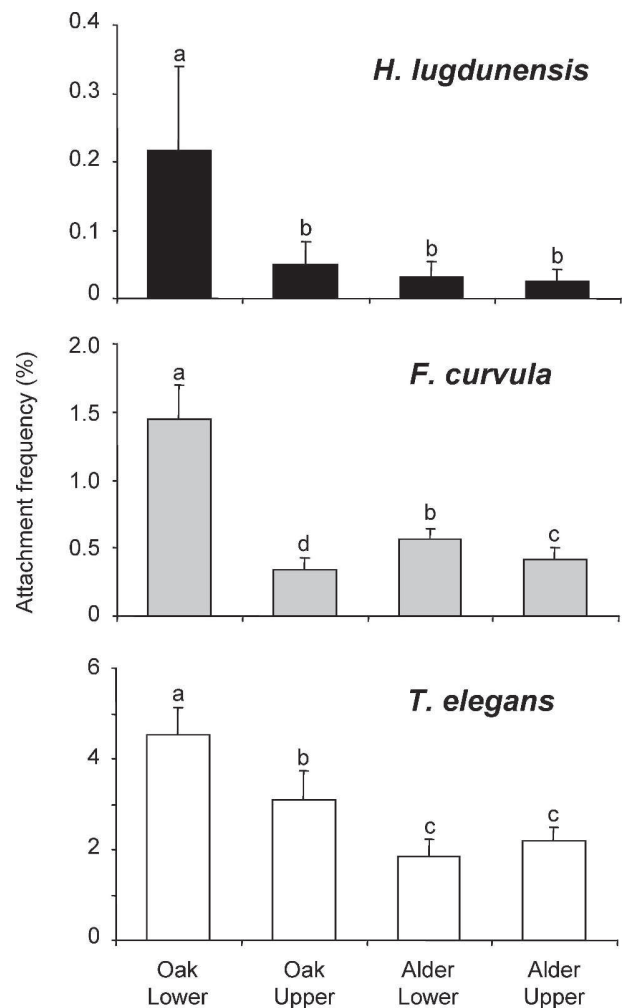 0.4
a
H. lugdunensis
0.3
0.2
b
b
b
0.1
0
2.0
a
F. curvula
1.5
1.0
d
b
c
0.5
0
Attachment frequency (%)
6
a
T. elegans
b
4
c
c
2
0
Oak Oak Alder Alder
Lower Upper Lower Upper